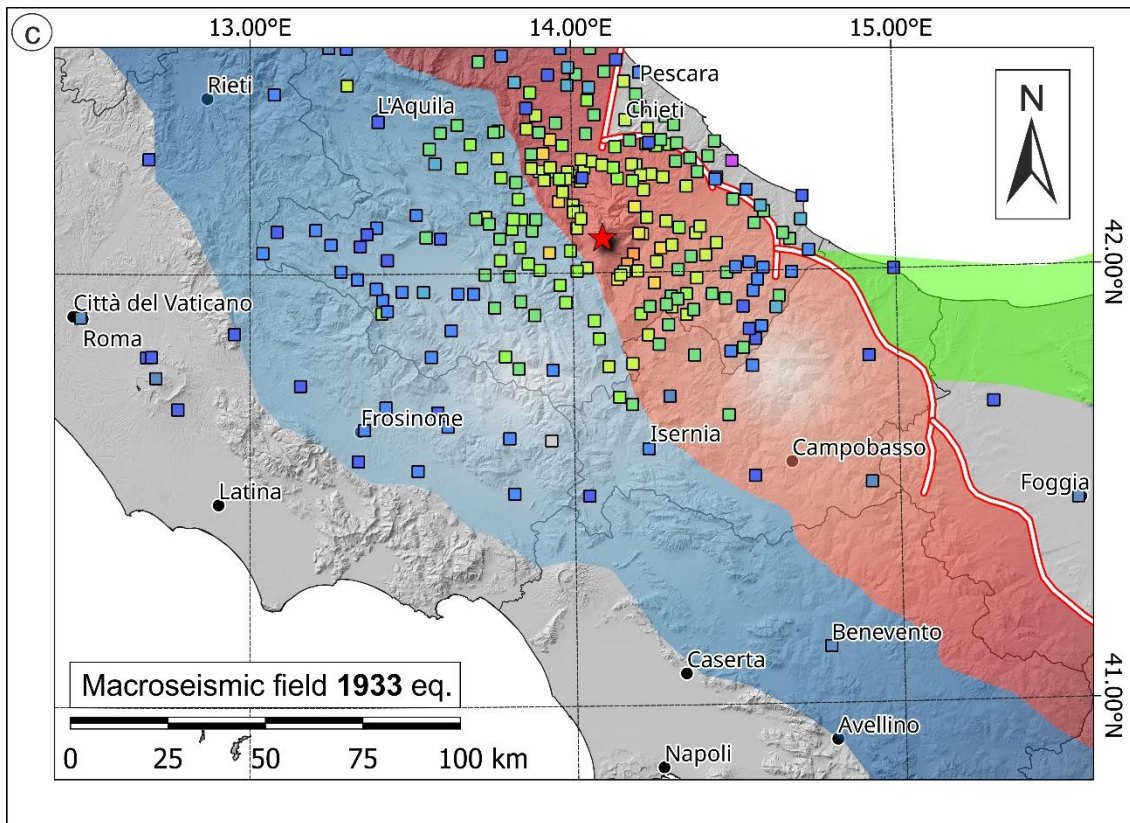 C
13.00°E
14.00°E
15.00°E
Rieti
L'Aquila
Pescara
Chieti
N
42.00°N
Città del Vaticano
Roma
Frosinone
Isernia
Campobasso
Latina
Foggia
Benevento
Caserta
41.00°N
Macroseismic field 1933 eq.
0 25 50 75 100 km
Avellino
Napoli